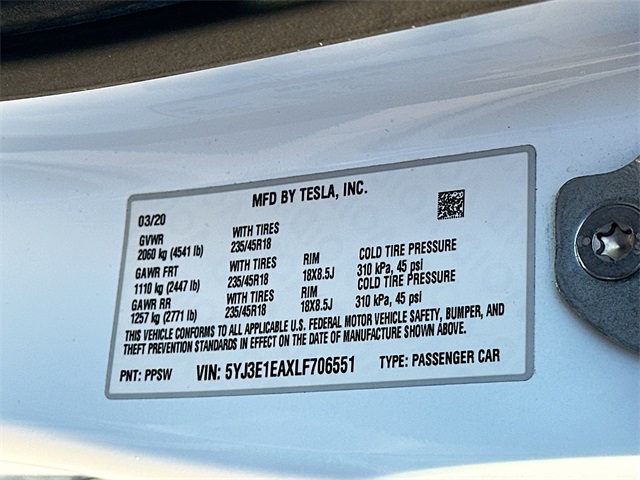 MFD BY TESLA, INC.
03/20
GVWR WITH TIRES
2060 kg (4541 lb) 235/45R18
GAWR FRT WITH TIRES RIM COLD TIRE PRESSURE
1110 kg (2447 lb) 235/45R18 18X8.5J 310 kPa, 45 psi
GAWR RR WITH TIRES RIM COLD TIRE PRESSURE
1257 kg (2771 lb) 235/45R18 18X8.5J 310 kPa, 45 psi
THIS VEHICLE CONFORMS TO ALL APPLICABLE U.S. FEDERAL MOTOR VEHICLE SAFETY, BUMPER, AND
THEFT PREVENTION STANDARDS IN EFFECT ON THE DATE OF MANUFACTURE SHOWN ABOVE.
PNT: PPSW VIN: 5YJ3E1EAXLF706551 TYPE: PASSENGER CAR